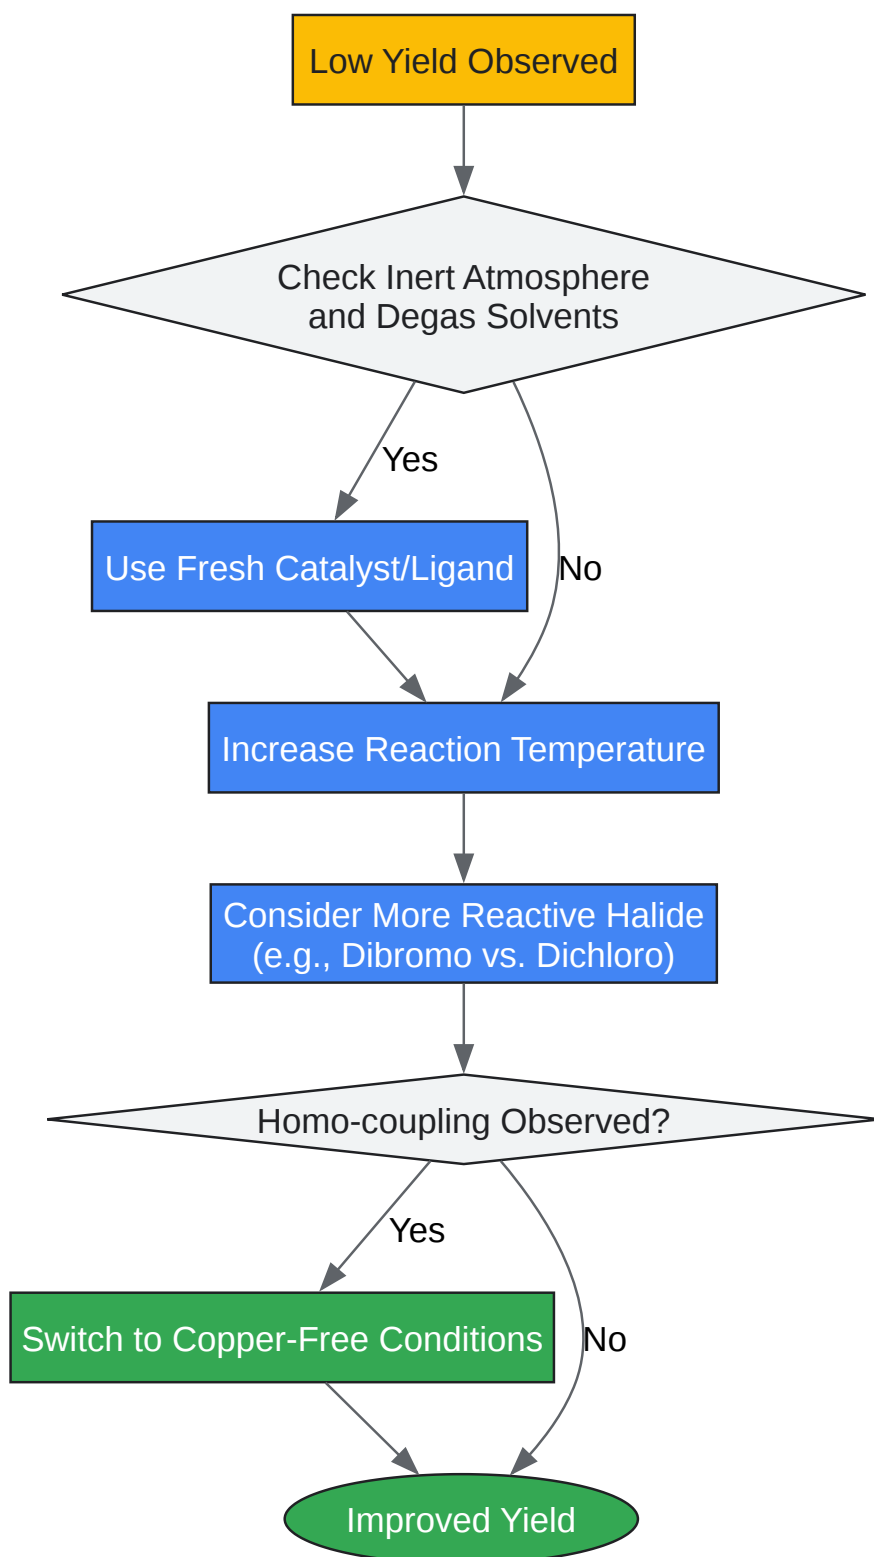 Low Yield Observed
Check Inert Atmosphere
and Degas Solvents
Yes
Use Fresh Catalyst/Ligand
No
Increase Reaction Temperature
Consider More Reactive Halide
(e.g., Dibromo vs. Dichloro)
Homo-coupling Observed?
Yes
Switch to Copper-Free Conditions
No
Improved Yield